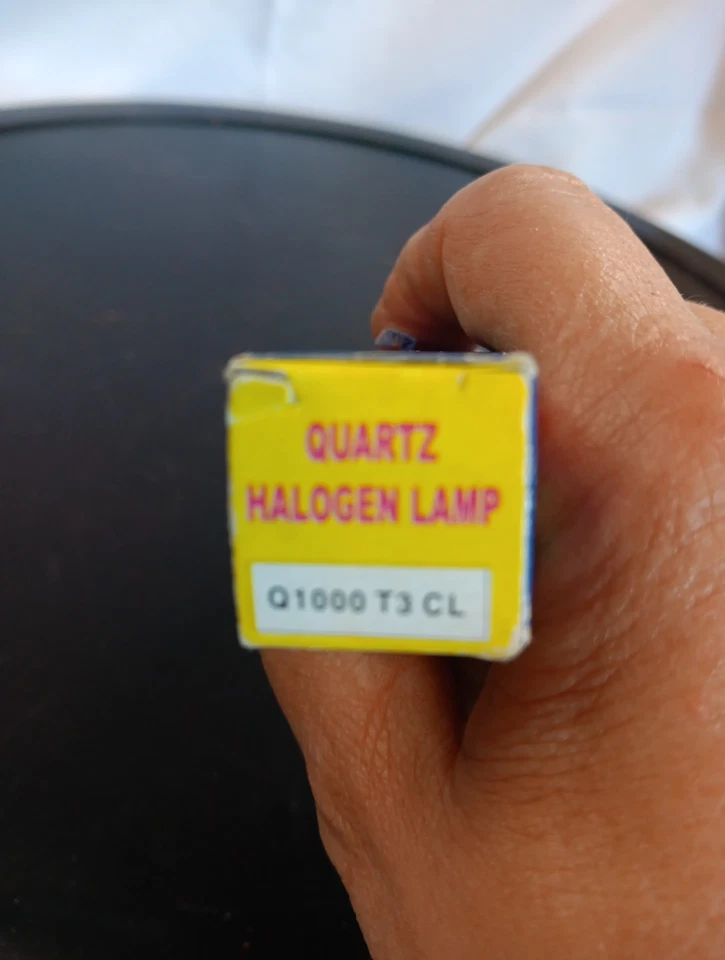 QUARTZ
HALOGEN LAMP
Q1000 T3 CL